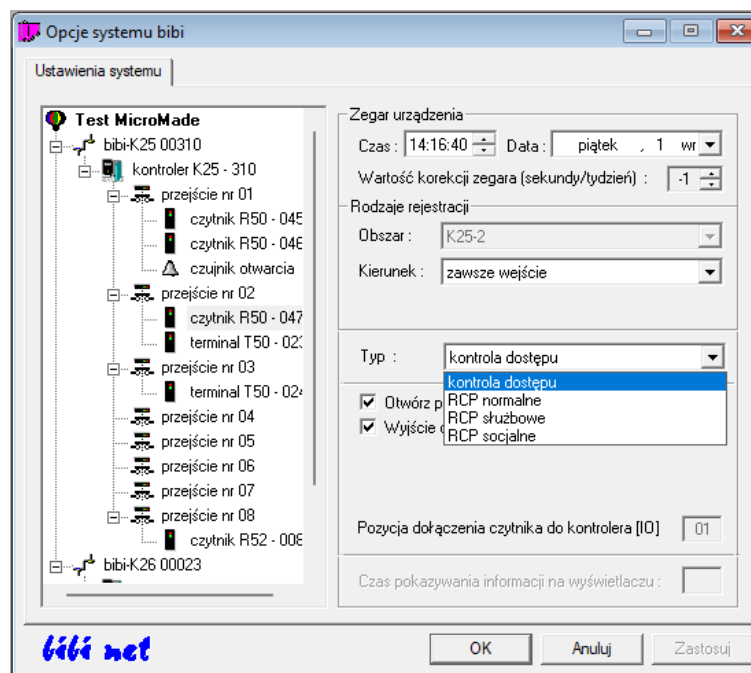 Opcje systemu bibi
Ustawienia systemu
Test MicroMade
bibi-K25 00310
kontroler K25 - 310
przejście nr 01
czytnik R50 - 045
czytnik R50 - 046
czujnik otwarcia
przejście nr 02
czytnik R50 - 047
terminal T50 - 023
przejście nr 03
terminal T50 - 024
przejście nr 04
przejście nr 05
przejście nr 06
przejście nr 07
przejście nr 08
czytnik R52 - 008
bibi-K26 00023
Zegar urządzenia
Czas : 14:16:40 Data : piątek , 1 wr
Wartość korekcji zegara (sekundy/tydzień) : -1
Rodzaje rejestracji
Obszar : K25-2
Kierunek : zawsze wejście
Typ : kontrola dostępu
kontrola dostępu
RCP normalne
RCP służbowe
RCP socjalne
Otwórz p
Wyjście
Pozycja dołączenia czytnika do kontrolera [IO] 01
Czas pokazywania informacji na wyświetlaczu :
bibi net
OK Anuluj Zastosuj